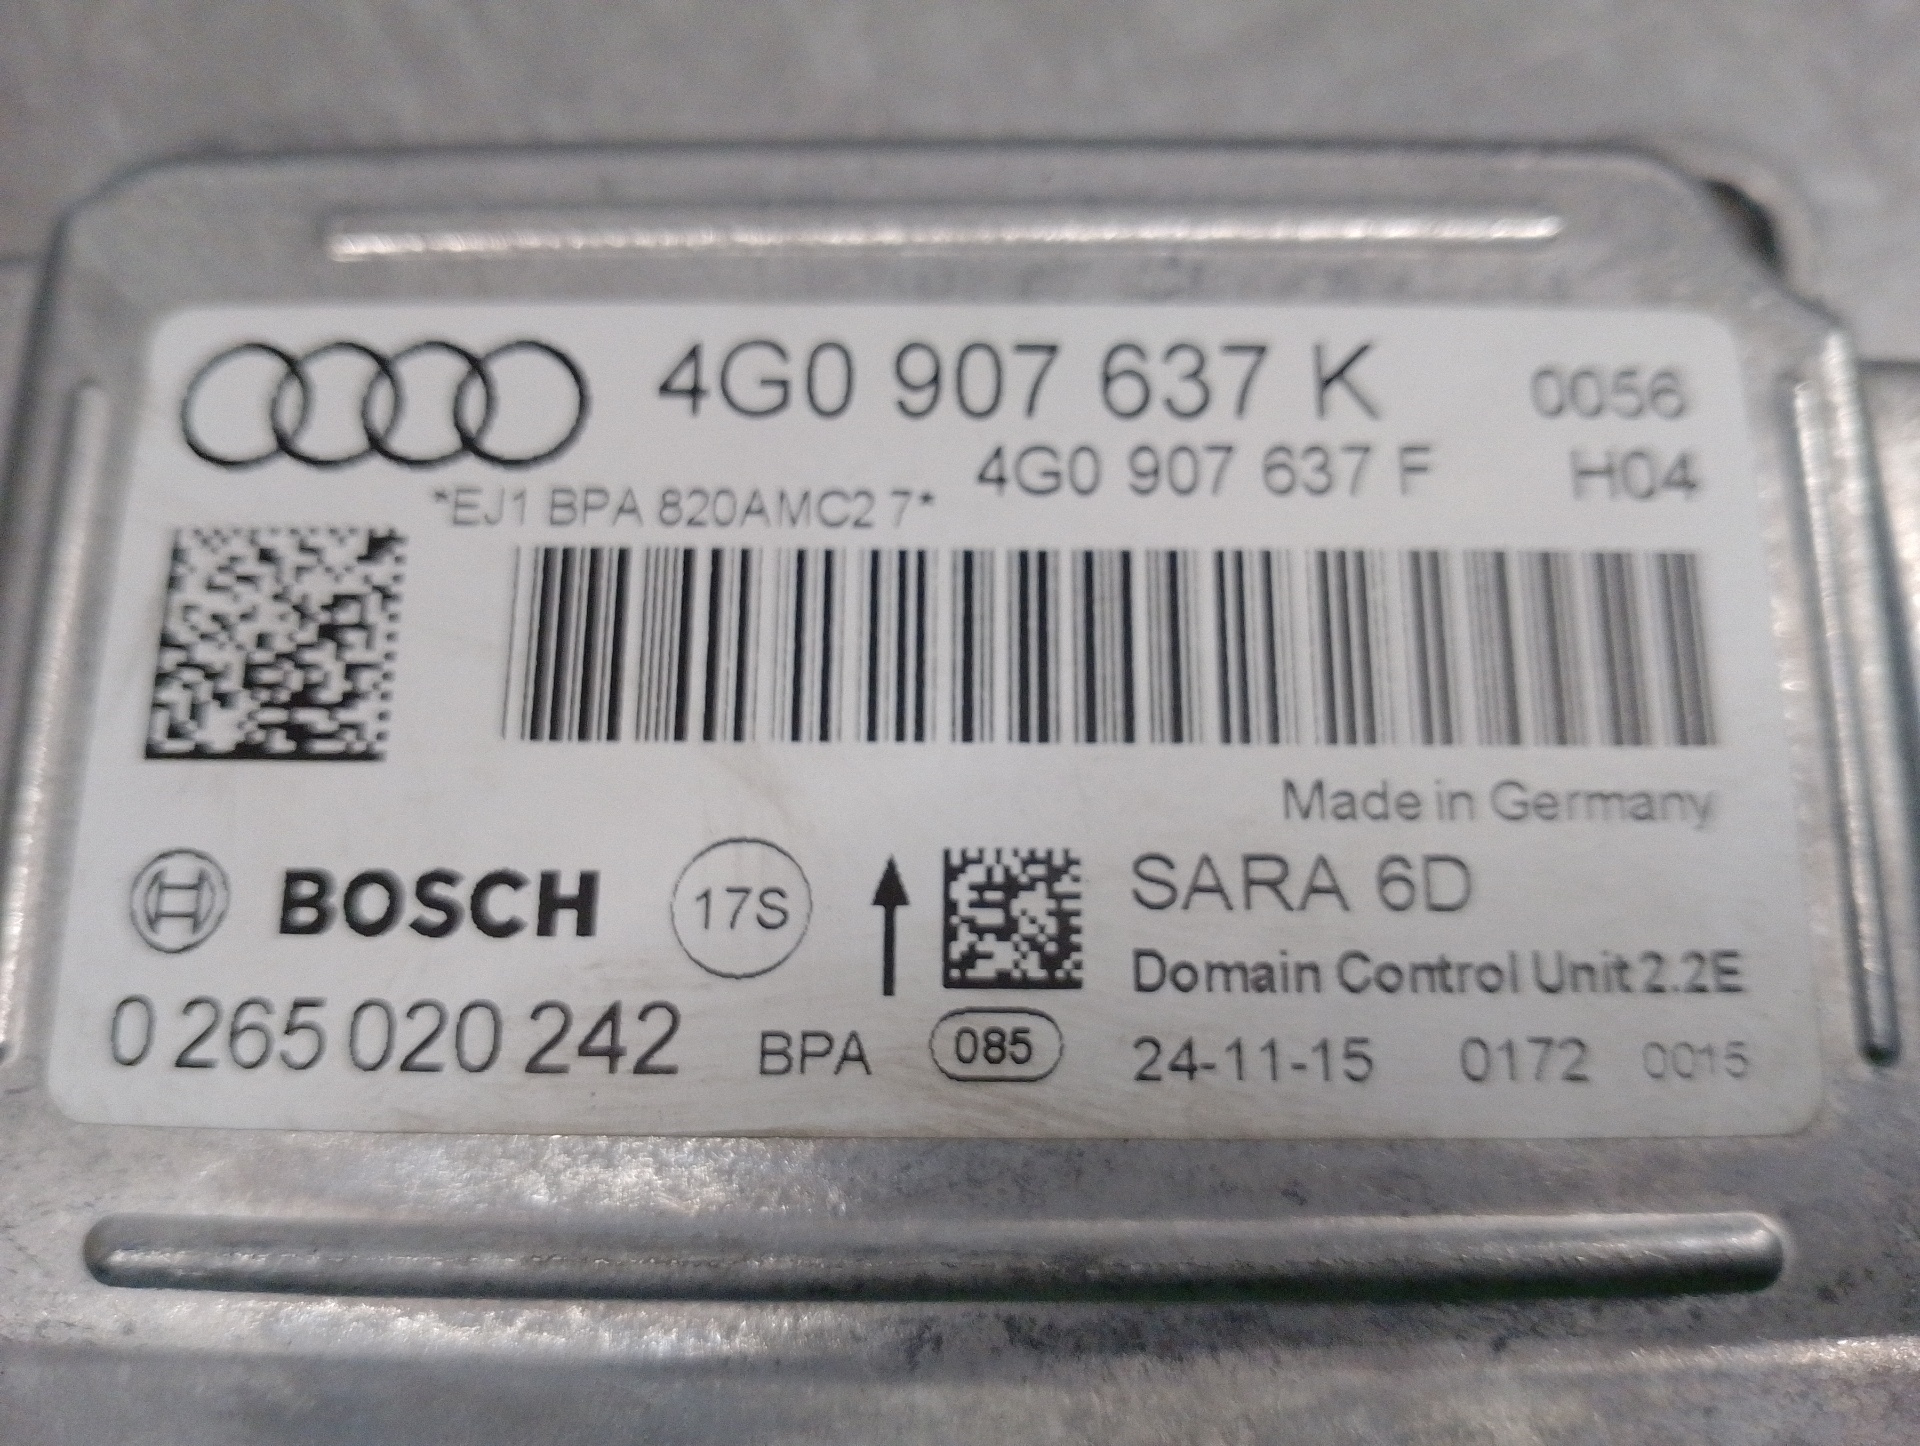 4G0 907 637 K 0056
4G0 907 637 F H04
*EJ1 BPA 820AMC2 7*
Made in Germany
BOSCH 17S SARA 6D
Domain Control Unit 2.2E
0 265 020 242 BPA 085 24-11-15 0172 0015